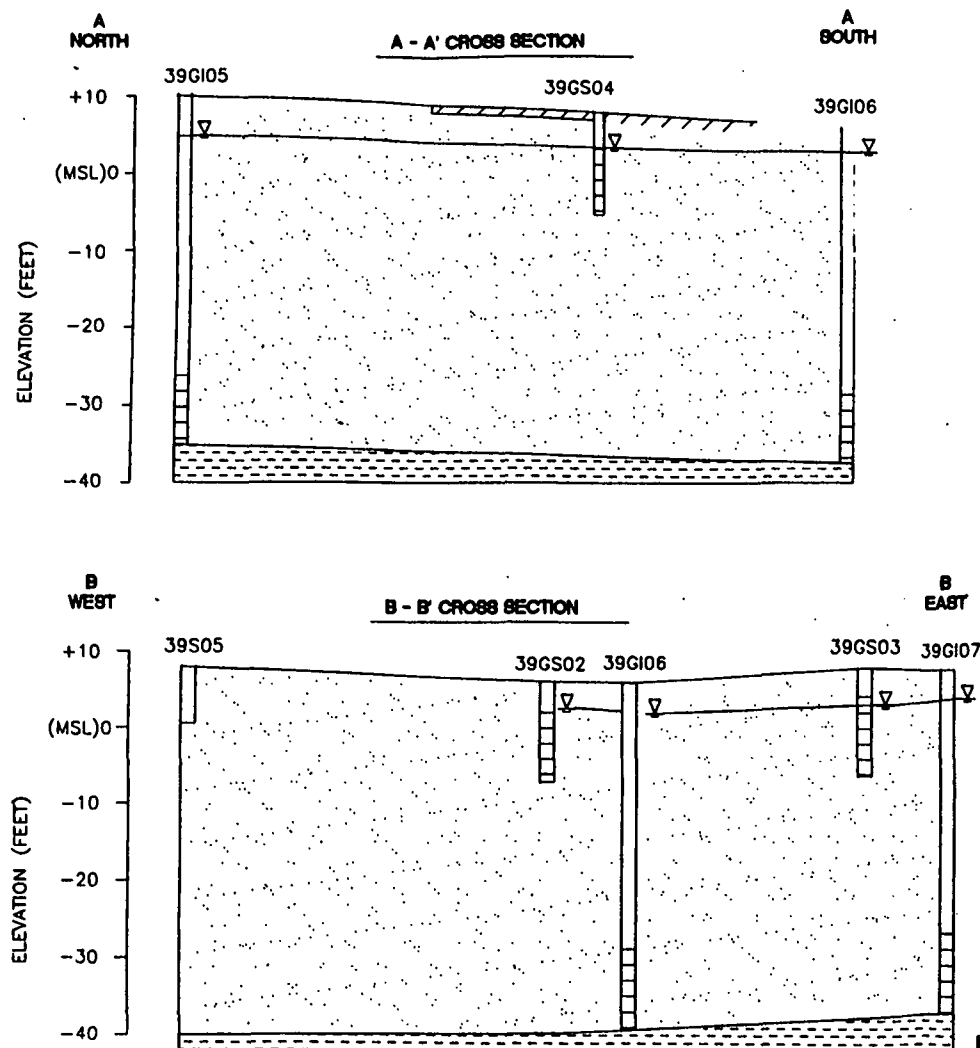 A
NORTH
A - A' CROSS SECTION
A
SOUTH
39GI05
39GS04
39GI06
+10
(MSL)0
-10
-20
-30
-40
ELEVATION (FEET)
B
WEST
B - B' CROSS SECTION
B
EAST
39S05
39GS02
39GI06
39GS03
39GI07
+10
(MSL)0
-10
-20
-30
-40
ELEVATION (FEET)